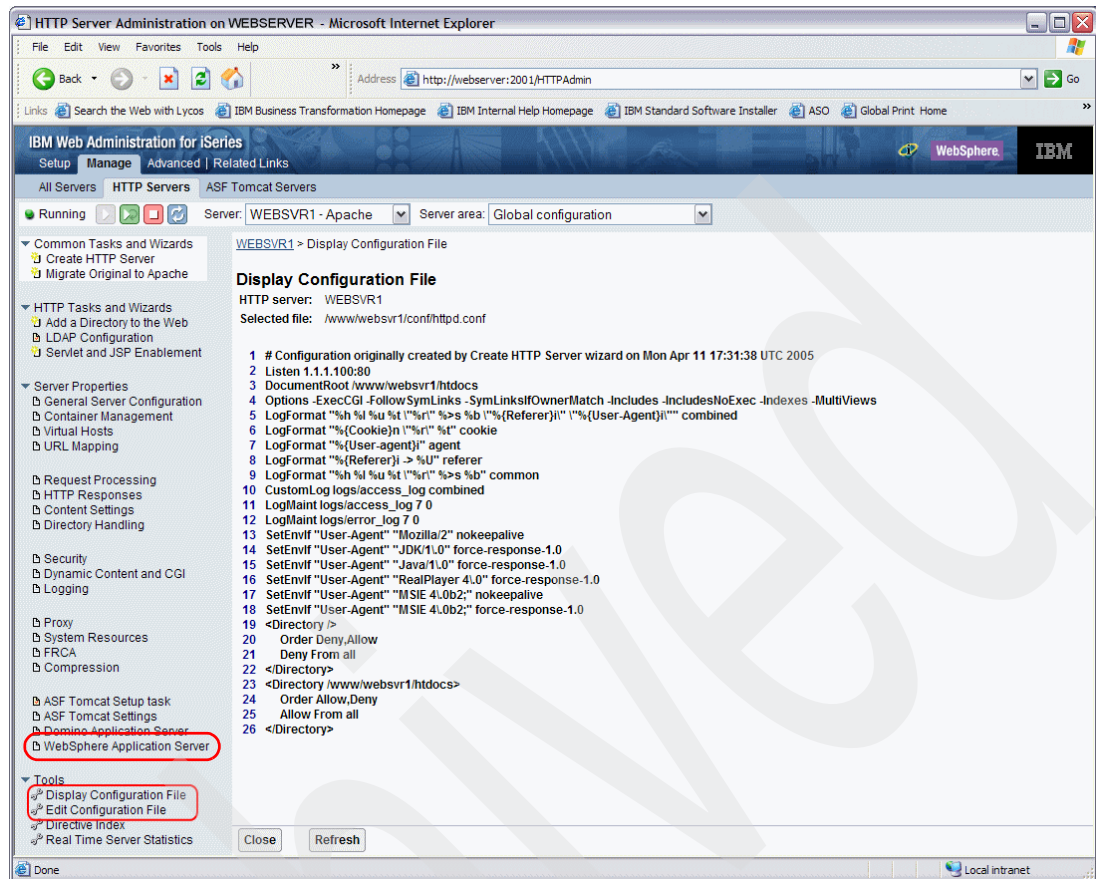 HTTP Server Administration on WEBSERVER - Microsoft Internet Explorer
File Edit View Favorites Tools Help
Back » Address http://webserver:2001/HTTPAdmin Go
Links Search the Web with Lycos IBM Business Transformation Homepage IBM Internal Help Homepage IBM Standard Software Installer ASO Global Print Home »
IBM Web Administration for iSeries
Setup Manage Advanced | Related Links WebSphere. IBM
All Servers HTTP Servers ASF Tomcat Servers
Running Server: WEBSVR1 - Apache Server area: Global configuration
Common Tasks and Wizards
Create HTTP Server
Migrate Original to Apache
HTTP Tasks and Wizards
Add a Directory to the Web
LDAP Configuration
Servlet and JSP Enablement
Server Properties
General Server Configuration
Container Management
Virtual Hosts
URL Mapping
Request Processing
HTTP Responses
Content Settings
Directory Handling
Security
Dynamic Content and CGI
Logging
Proxy
System Resources
FRCA
Compression
ASF Tomcat Setup task
ASF Tomcat Settings
Domino Application Server
WebSphere Application Server
Tools
Display Configuration File
Edit Configuration File
Directive Index
Real Time Server Statistics
WEBSVR1 > Display Configuration File
Display Configuration File
HTTP server: WEBSVR1
Selected file: /www/websvr1/conf/httpd.conf
1 # Configuration originally created by Create HTTP Server wizard on Mon Apr 11 17:31:38 UTC 2005
2 Listen 1.1.1.100:80
3 DocumentRoot /www/websvr1/htdocs
4 Options -ExecCGI -FollowSymLinks -SymLinksIfOwnerMatch -Includes -IncludesNoExec -Indexes -MultiViews
5 LogFormat "%h %l %u %t \"%r\" %>s %b \"%{Referer}i\" \"%{User-Agent}i\"" combined
6 LogFormat "%{Cookie}n \"%r\" %t" cookie
7 LogFormat "%{User-agent}i" agent
8 LogFormat "%{Referer}i -> %U" referer
9 LogFormat "%h %l %u %t \"%r\" %>s %b" common
10 CustomLog logs/access_log combined
11 LogMaint logs/access_log 7 0
12 LogMaint logs/error_log 7 0
13 SetEnvIf "User-Agent" "Mozilla/2" nokeepalive
14 SetEnvIf "User-Agent" "JDK/1\.0" force-response-1.0
15 SetEnvIf "User-Agent" "Java/1\.0" force-response-1.0
16 SetEnvIf "User-Agent" "RealPlayer 4\.0" force-response-1.0
17 SetEnvIf "User-Agent" "MSIE 4\.0b2;" nokeepalive
18 SetEnvIf "User-Agent" "MSIE 4\.0b2;" force-response-1.0
19 <Directory />
20 Order Deny,Allow
21 Deny From all
22 </Directory>
23 <Directory /www/websvr1/htdocs>
24 Order Allow,Deny
25 Allow From all
26 </Directory>
Close Refresh
Done Local intranet